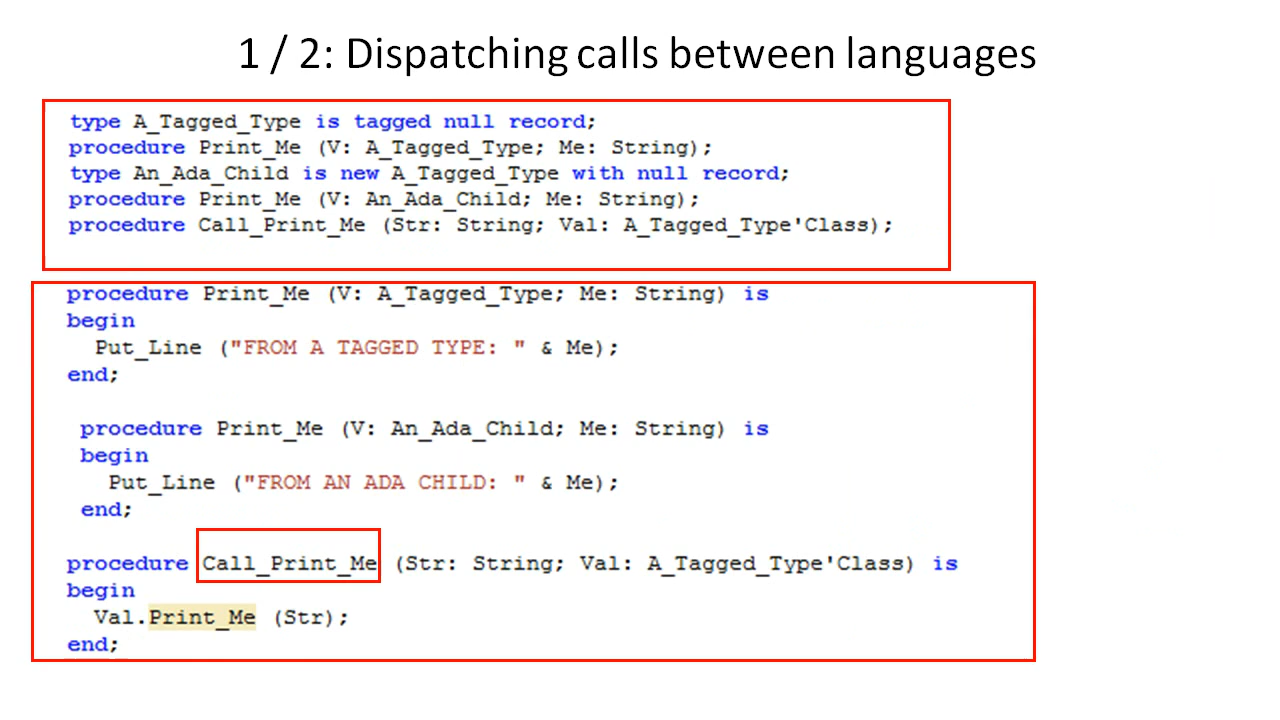 1 / 2: Dispatching calls between languages
type A_Tagged_Type is tagged null record;
procedure Print_Me (V: A_Tagged_Type; Me: String);
type An_Ada_Child is new A_Tagged_Type with null record;
procedure Print_Me (V: An_Ada_Child; Me: String);
procedure Call_Print_Me (Str: String; Val: A_Tagged_Type'Class);
procedure Print_Me (V: A_Tagged_Type; Me: String) is
begin
Put_Line ("FROM A TAGGED TYPE: " & Me);
end;
procedure Print_Me (V: An_Ada_Child; Me: String) is
begin
Put_Line ("FROM AN ADA CHILD: " & Me);
end;
procedure Call_Print_Me (Str: String; Val: A_Tagged_Type'Class) is
begin
Val.Print_Me (Str);
end;